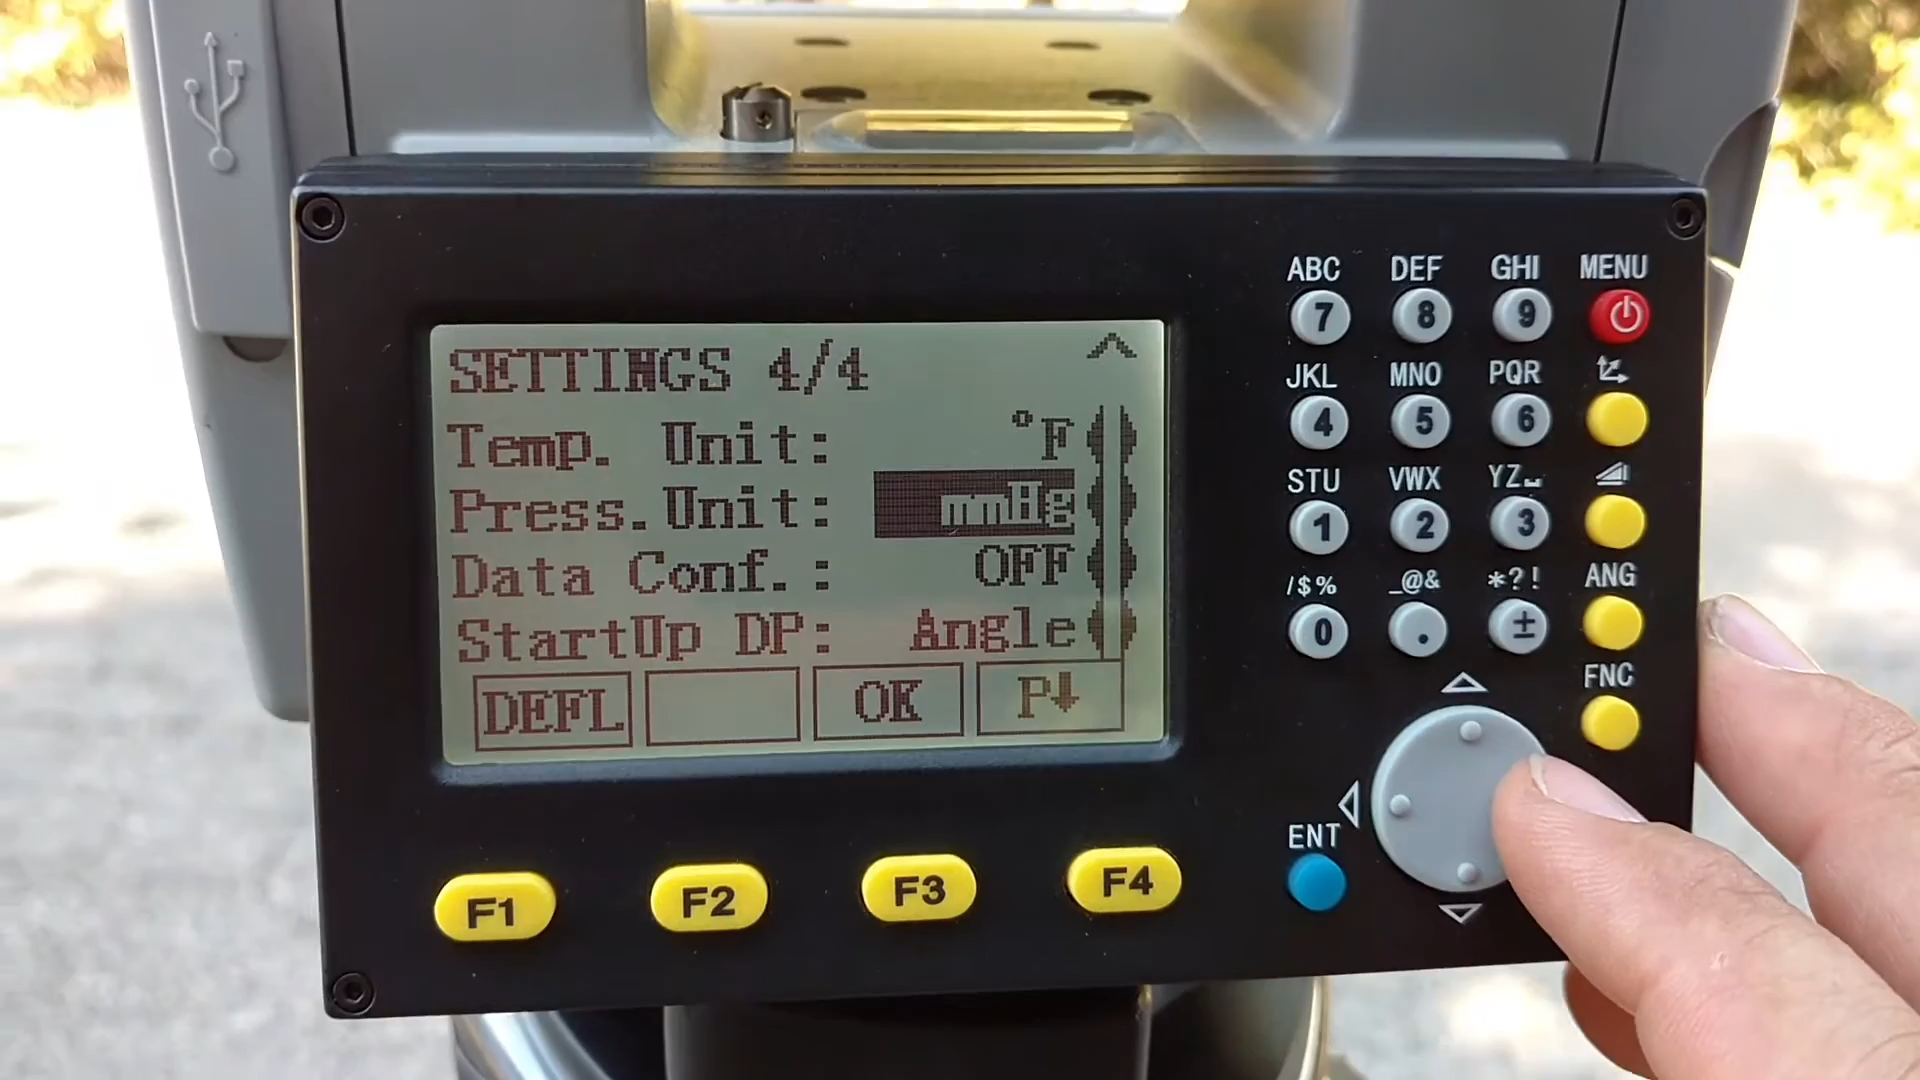 SETTINGS 4/4
Temp. Unit: °F
Press.Unit: mmHg
Data Conf.: OFF
StartUp DP: Angle
DEFL OK P↓
F1 F2 F3 F4
ABC DEF GHI MENU
7 8 9
JKL MNO PQR
4 5 6
STU VWX YZ␣
1 2 3
/$% _@& *?! ANG
0 . ±
FNC
ENT